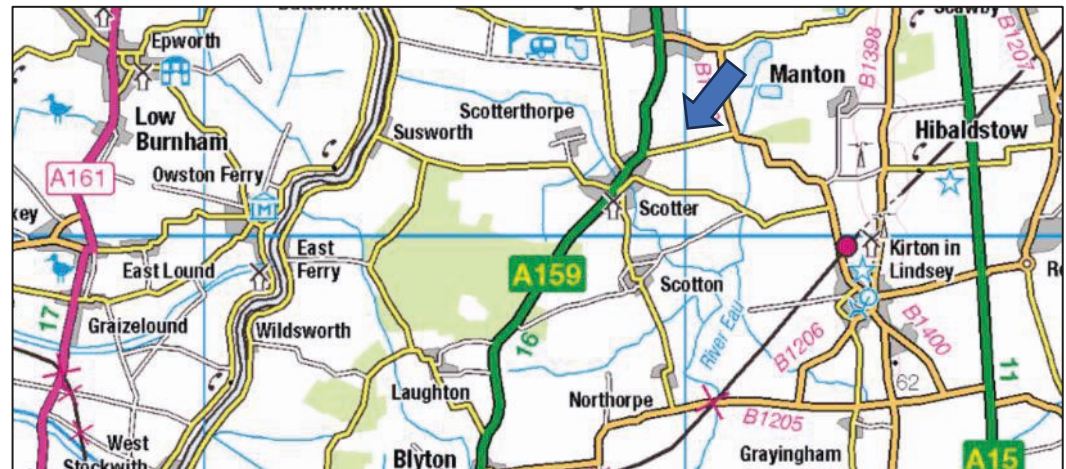 Epworth
Low
Burnham
A161
Owston Ferry
Susworth
Scotterthorpe
Manton
B1398
Hibaldstow
Scotter
East Lound
East
Ferry
A159
Scotton
Kirton in
Lindsey
17
Graizelound
Wildsworth
16
River Eau
B1206
B1400
11
62
Laughton
Northorpe
B1205
Grayingham
West
Stockwith
Blyton
A15